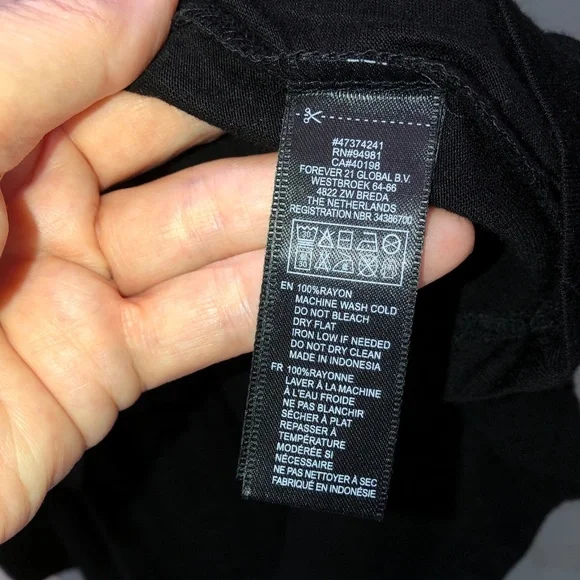 #47374241
RN#94981
CA#40198
FOREVER 21 GLOBAL B.V.
WESTBROEK 64-66
4822 ZW BREDA
THE NETHERLANDS
REGISTRATION NBR 34386700
EN 100%RAYON
MACHINE WASH COLD
DO NOT BLEACH
DRY FLAT
IRON LOW IF NEEDED
DO NOT DRY CLEAN
MADE IN INDONESIA
FR 100%RAYONNE
LAVER À LA MACHINE
À L'EAU FROIDE
NE PAS BLANCHIR
SÉCHER À PLAT
REPASSER À
TEMPÉRATURE
MODÉRÉE SI
NÉCESSAIRE
NE PAS NETTOYER À SEC
FABRIQUÉ EN INDONÉSIE